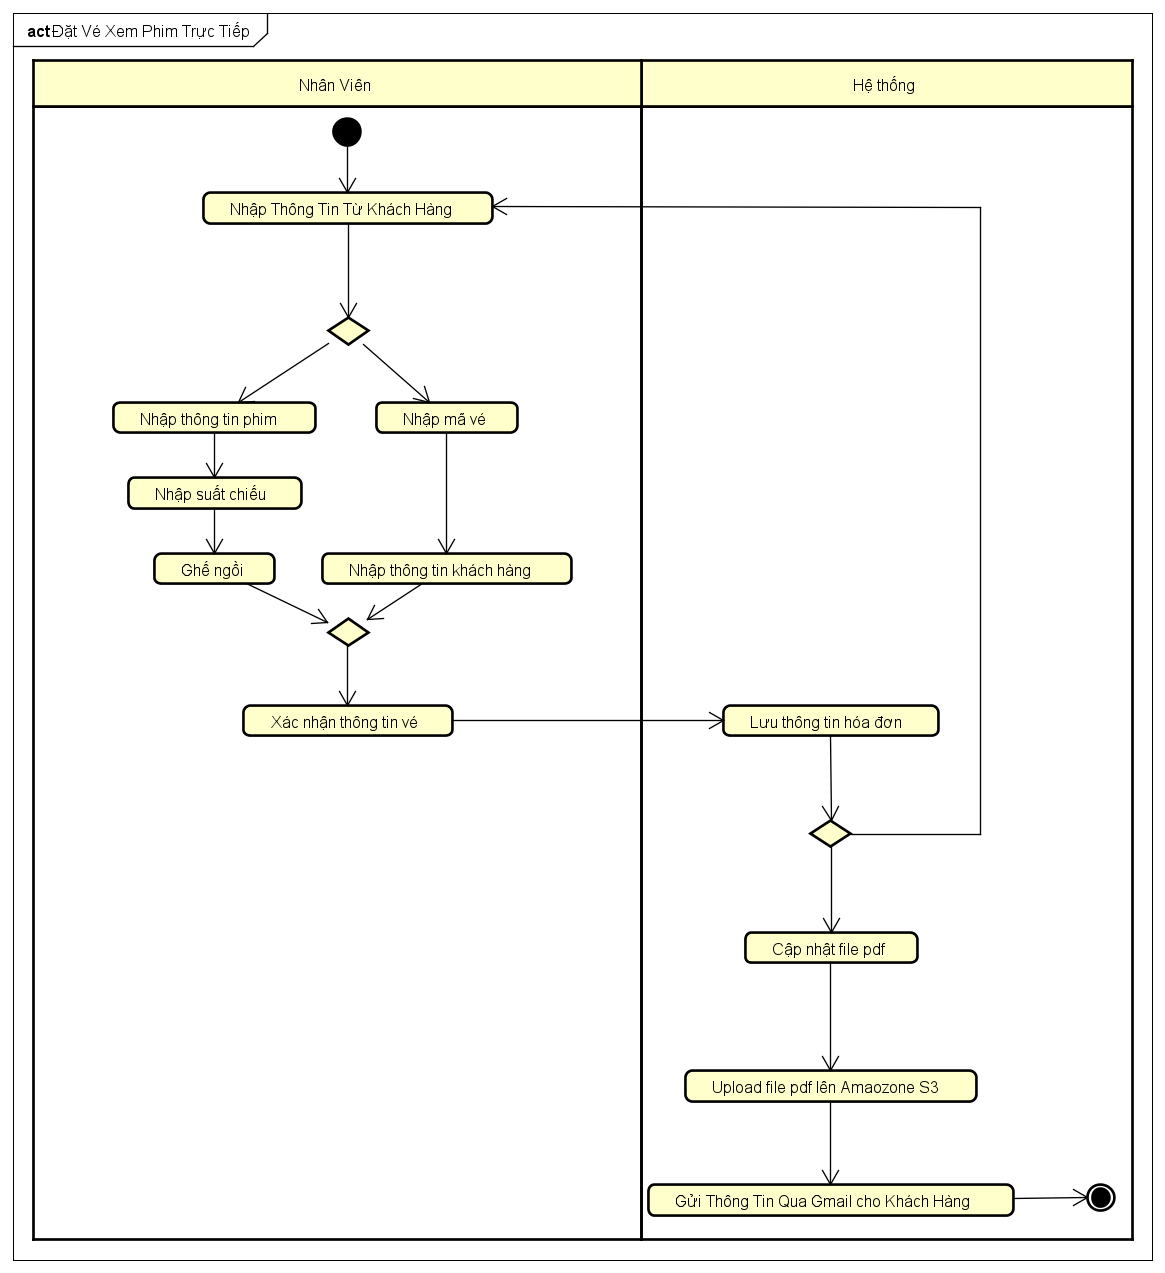 act Đặt Vé Xem Phim Trực Tiếp
Nhân Viên
Hệ thống
Nhập Thông Tin Từ Khách Hàng
Nhập thông tin phim
Nhập mã vé
Nhập suất chiếu
Ghế ngồi
Nhập thông tin khách hàng
Xác nhận thông tin vé
Lưu thông tin hóa đơn
Cập nhật file pdf
Upload file pdf lên Amaozone S3
Gửi Thông Tin Qua Gmail cho Khách Hàng